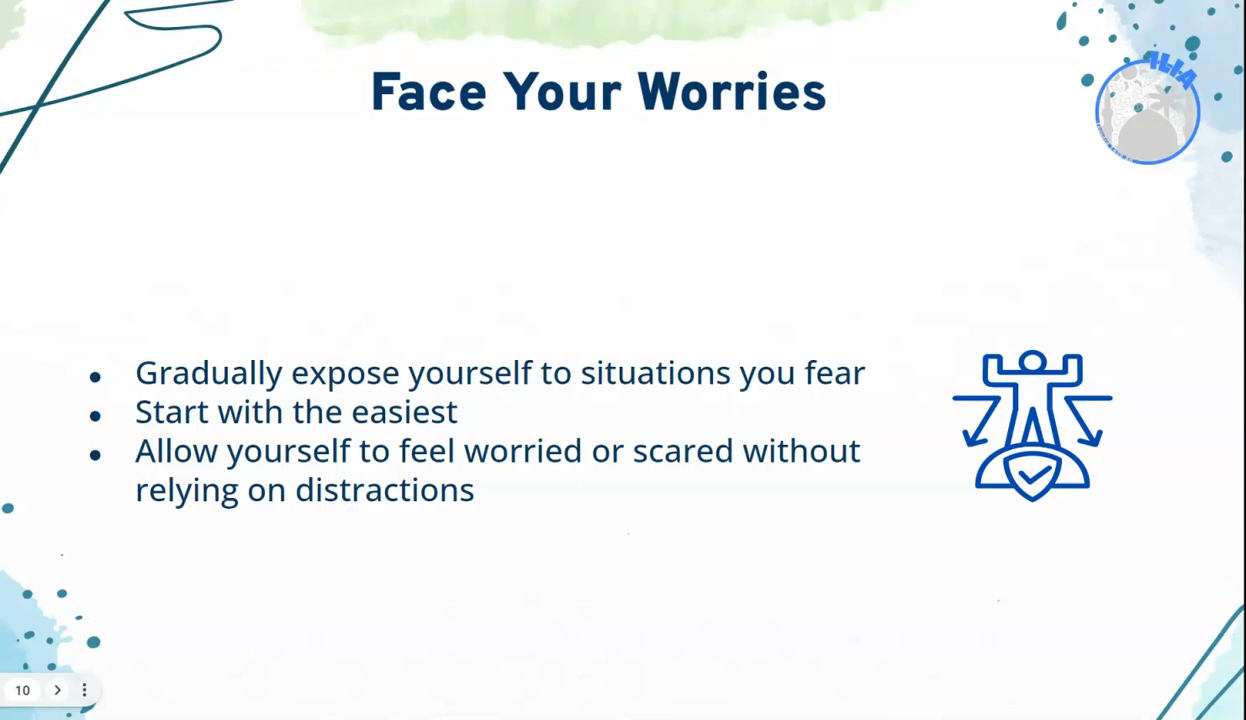 Face Your Worries
● Gradually expose yourself to situations you fear
● Start with the easiest
● Allow yourself to feel worried or scared without
relying on distractions
10